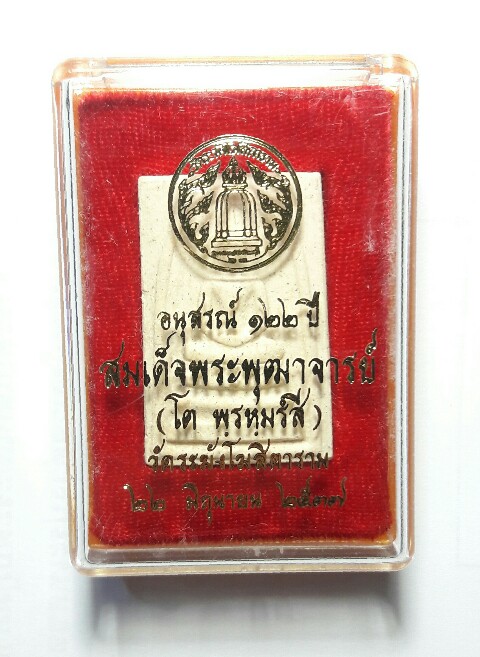 อนุสรณ์ ๑๒๒ ปี
สมเด็จพระพุฒาจารย์
(โต พฺรหฺมรํสี)
วัดระฆังโฆสิตาราม
๒๒ มิถุนายน ๒๕๓๗